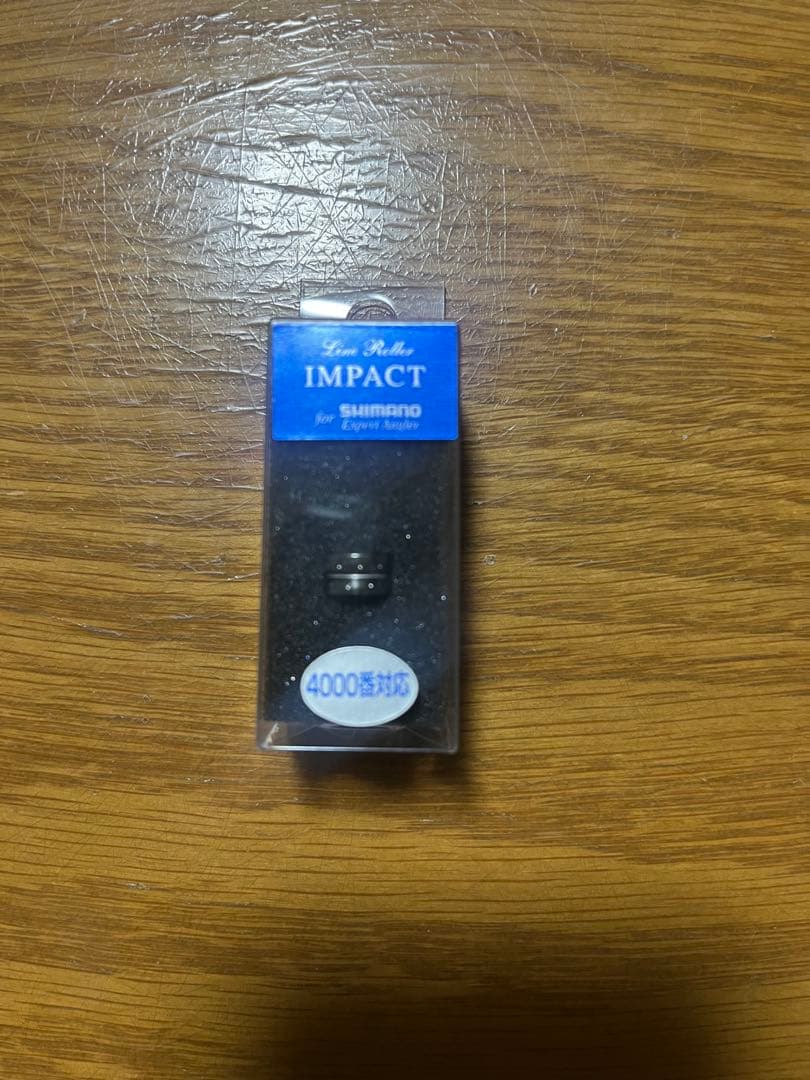 Line Roller
IMPACT
for SHIMANO
Expert Angler
4000番対応